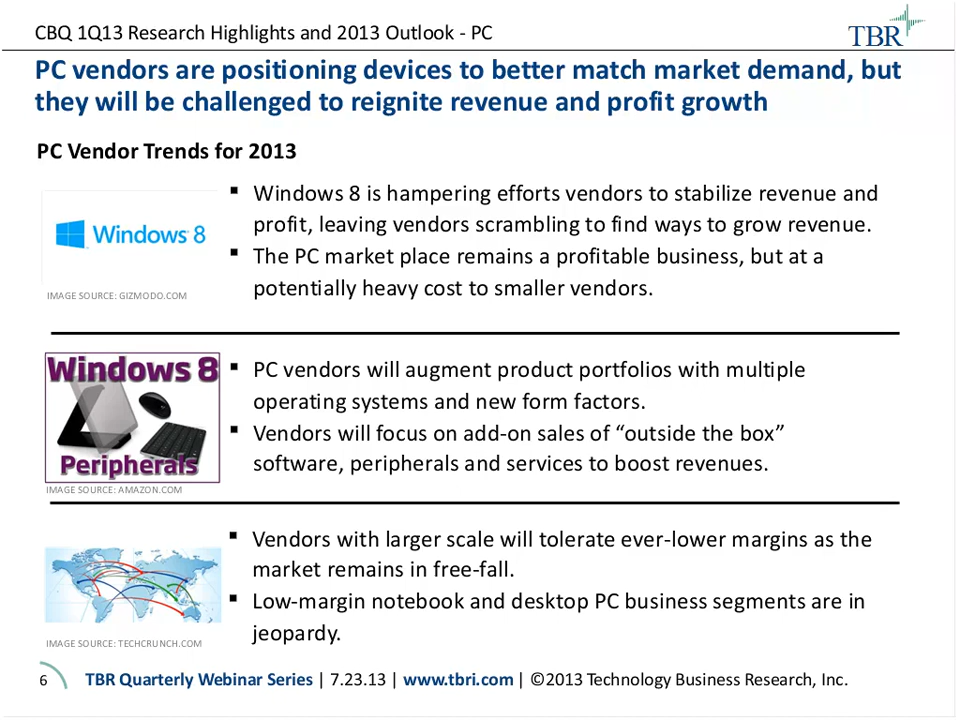 CBQ 1Q13 Research Highlights and 2013 Outlook - PC
TBR
PC vendors are positioning devices to better match market demand, but
they will be challenged to reignite revenue and profit growth
PC Vendor Trends for 2013
Windows 8
IMAGE SOURCE: GIZMODO.COM
▪ Windows 8 is hampering efforts vendors to stabilize revenue and
profit, leaving vendors scrambling to find ways to grow revenue.
▪ The PC market place remains a profitable business, but at a
potentially heavy cost to smaller vendors.
Windows 8
Peripherals
IMAGE SOURCE: AMAZON.COM
▪ PC vendors will augment product portfolios with multiple
operating systems and new form factors.
▪ Vendors will focus on add-on sales of “outside the box”
software, peripherals and services to boost revenues.
IMAGE SOURCE: TECHCRUNCH.COM
▪ Vendors with larger scale will tolerate ever-lower margins as the
market remains in free-fall.
▪ Low-margin notebook and desktop PC business segments are in
jeopardy.
6 TBR Quarterly Webinar Series | 7.23.13 | www.tbri.com | ©2013 Technology Business Research, Inc.